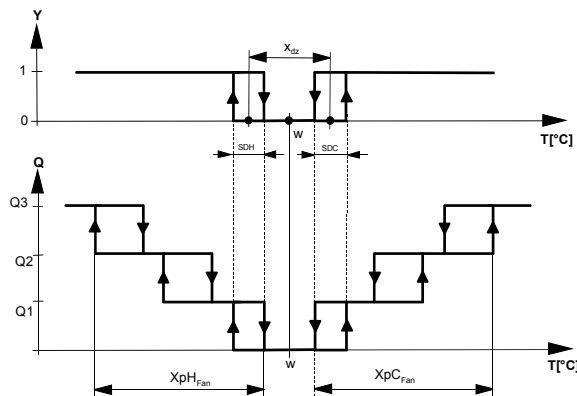 Y
X_dz
1
0
W
T[°C]
SDH
SDC
Q
Q3
Q2
Q1
W
T[°C]
XpH_Fan
XpC_Fan